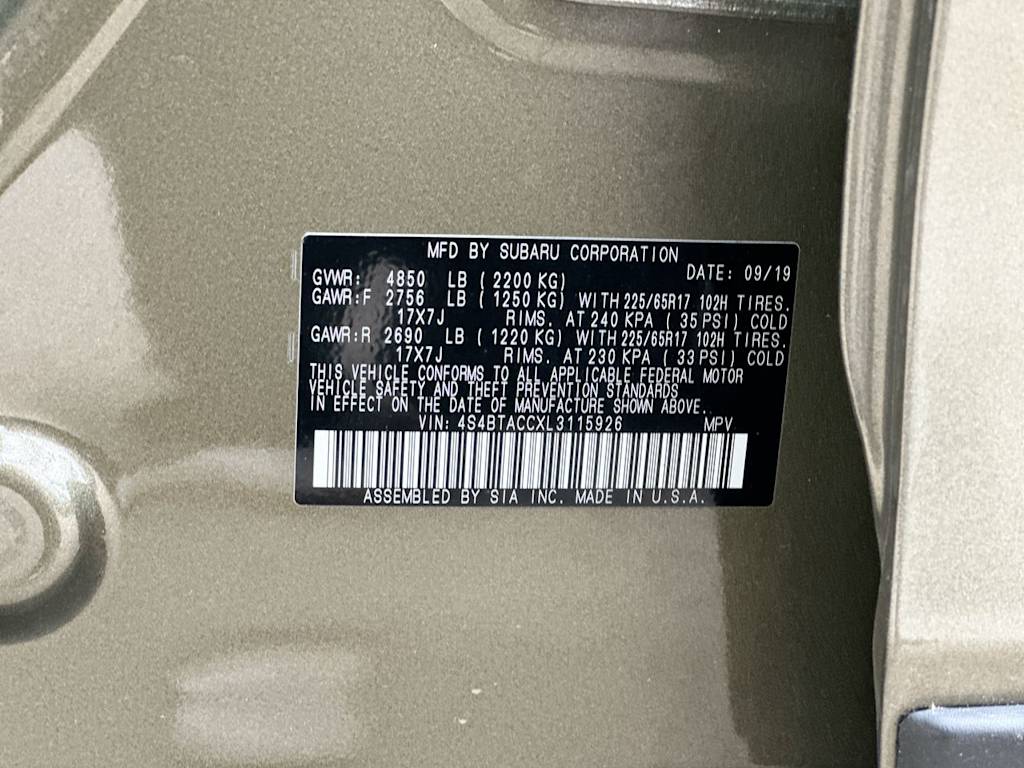 MFD BY SUBARU CORPORATION
DATE: 09/19
GVWR: 4850 LB (2200 KG)
GAWR:F 2756 LB (1250 KG) WITH 225/65R17 102H TIRES.
17X7J RIMS. AT 240 KPA (35 PSI) COLD
GAWR:R 2690 LB (1220 KG) WITH 225/65R17 102H TIRES.
17X7J RIMS. AT 230 KPA (33 PSI) COLD
THIS VEHICLE CONFORMS TO ALL APPLICABLE FEDERAL MOTOR
VEHICLE SAFETY AND THEFT PREVENTION STANDARDS
IN EFFECT ON THE DATE OF MANUFACTURE SHOWN ABOVE.
VIN: 4S4BTACCXL3115926 MPV
ASSEMBLED BY SIA INC. MADE IN U.S.A.